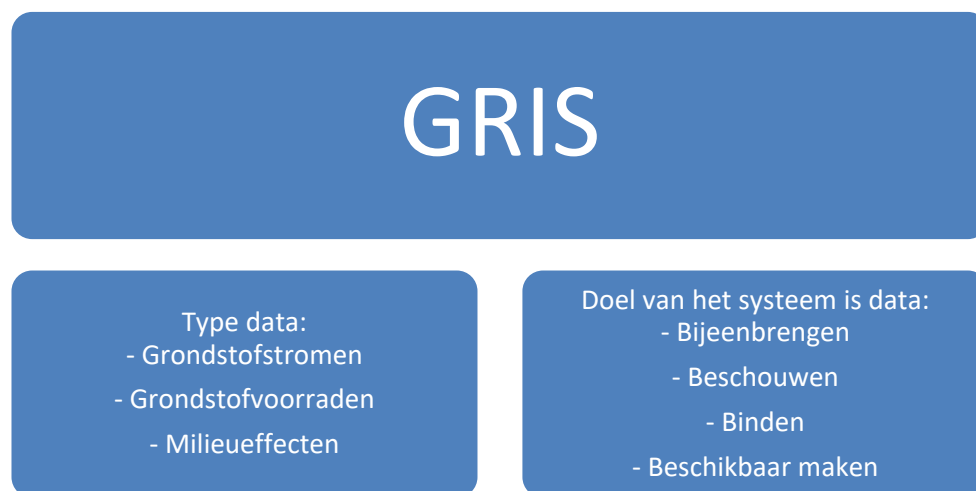 GRIS
Type data:
- Grondstofstromen
- Grondstofvoorraden
- Milieueffecten
Doel van het systeem is data:
- Bijeenbrengen
- Beschouwen
- Binden
- Beschikbaar maken